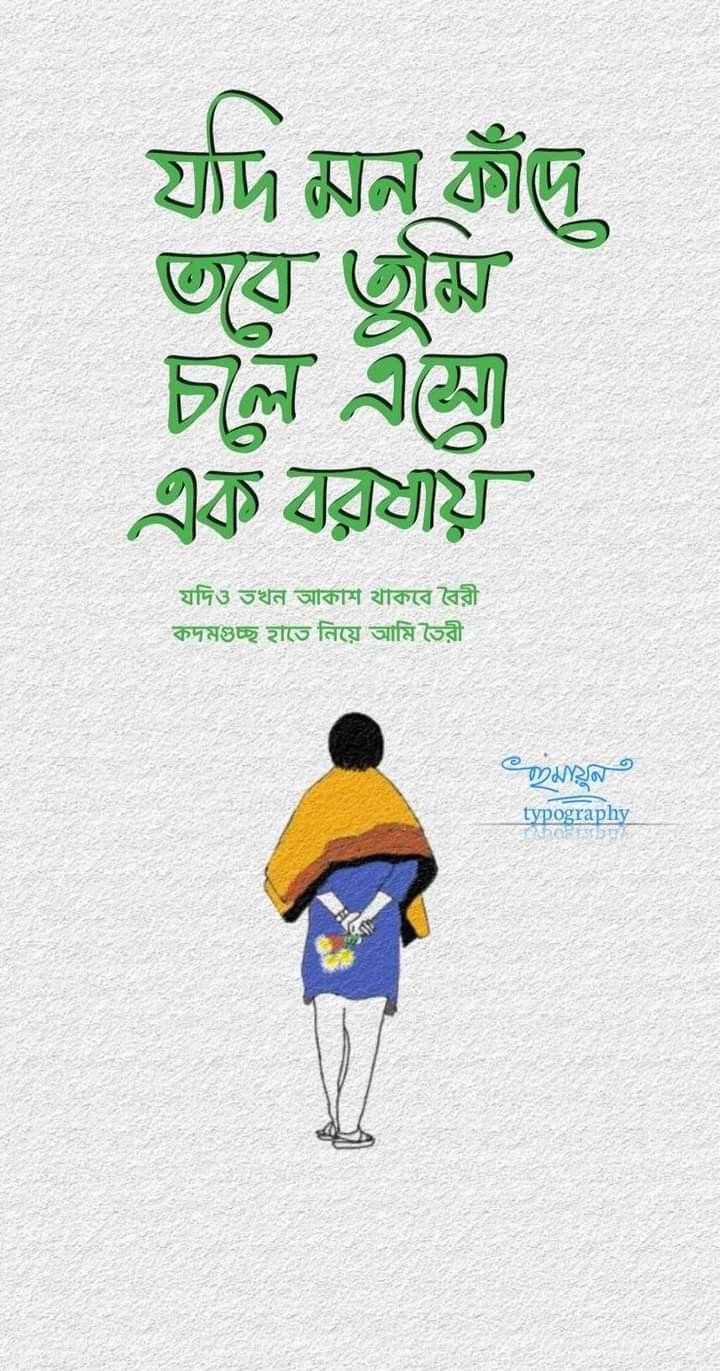 যদি মন কাঁদে
তবে তুমি
চলে এসো
এক বরষায়
যদিও তখন আকাশ থাকবে বৈরী
কদমগুচ্ছ হাতে নিয়ে আমি তৈরী
হুমায়ুন
typography